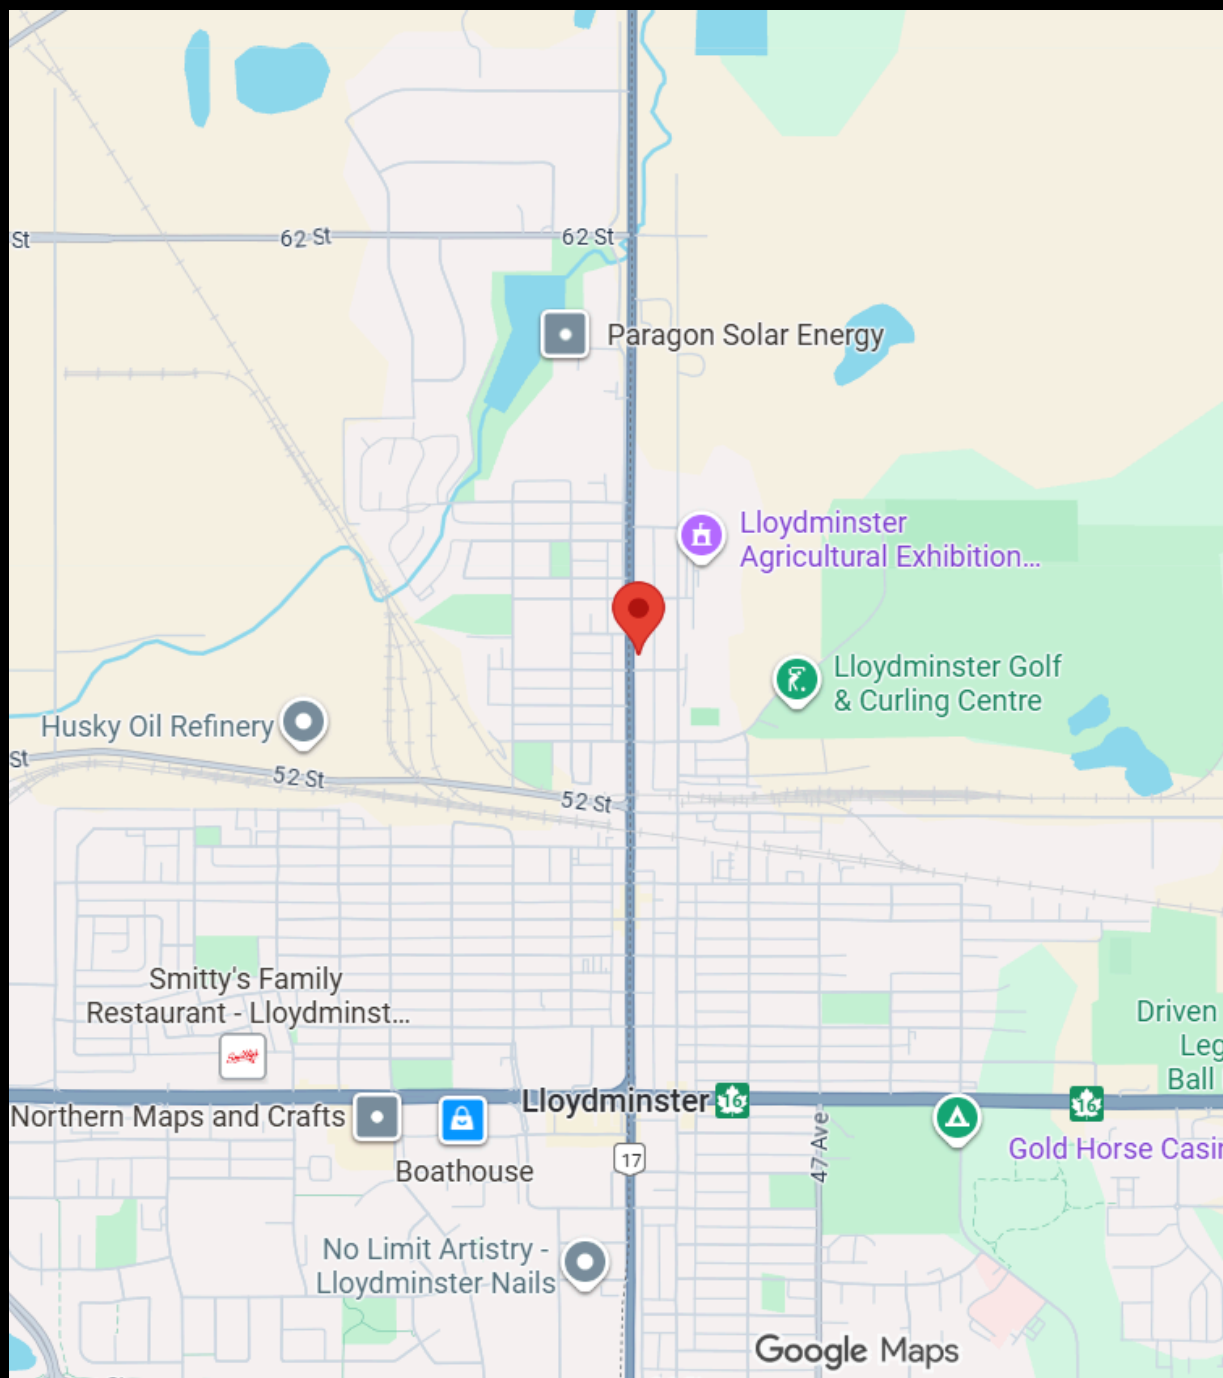 62 St
62 St
St
Paragon Solar Energy
Lloydminster
Agricultural Exhibition...
Lloydminster Golf
& Curling Centre
Husky Oil Refinery
St
52 St
52 St
Smitty's Family
Restaurant - Lloydminst...
Smitty's
Driven
Leg
Ball
Lloydminster
16
16
Northern Maps and Crafts
Boathouse
17
47 Ave
Gold Horse Casin
No Limit Artistry -
Lloydminster Nails
Google Maps